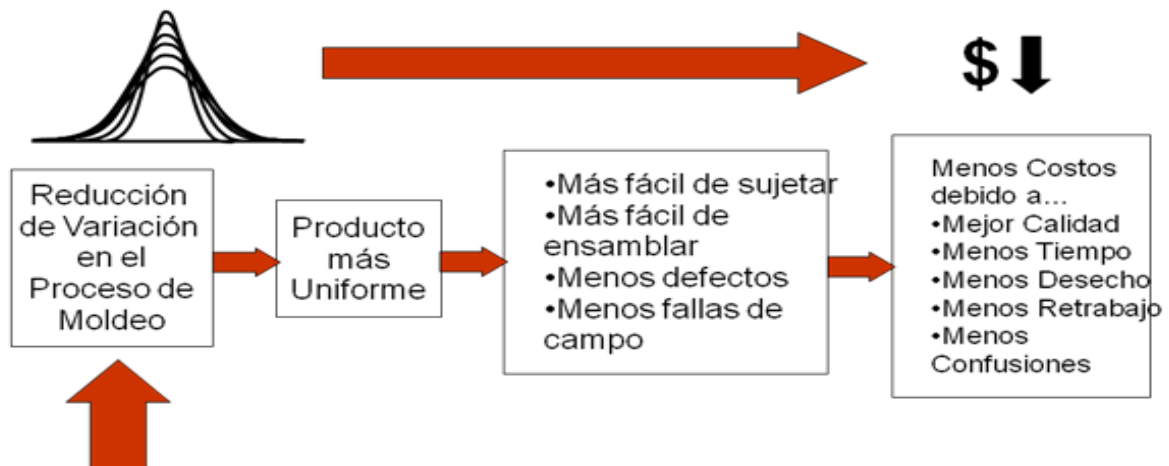 $
Reducción
de Variación
en el
Proceso de
Moldeo
Producto
más
Uniforme
•Más fácil de sujetar
•Más fácil de
ensamblar
•Menos defectos
•Menos fallas de
campo
Menos Costos
debido a...
•Mejor Calidad
•Menos Tiempo
•Menos Desecho
•Menos Retrabajo
•Menos
Confusiones